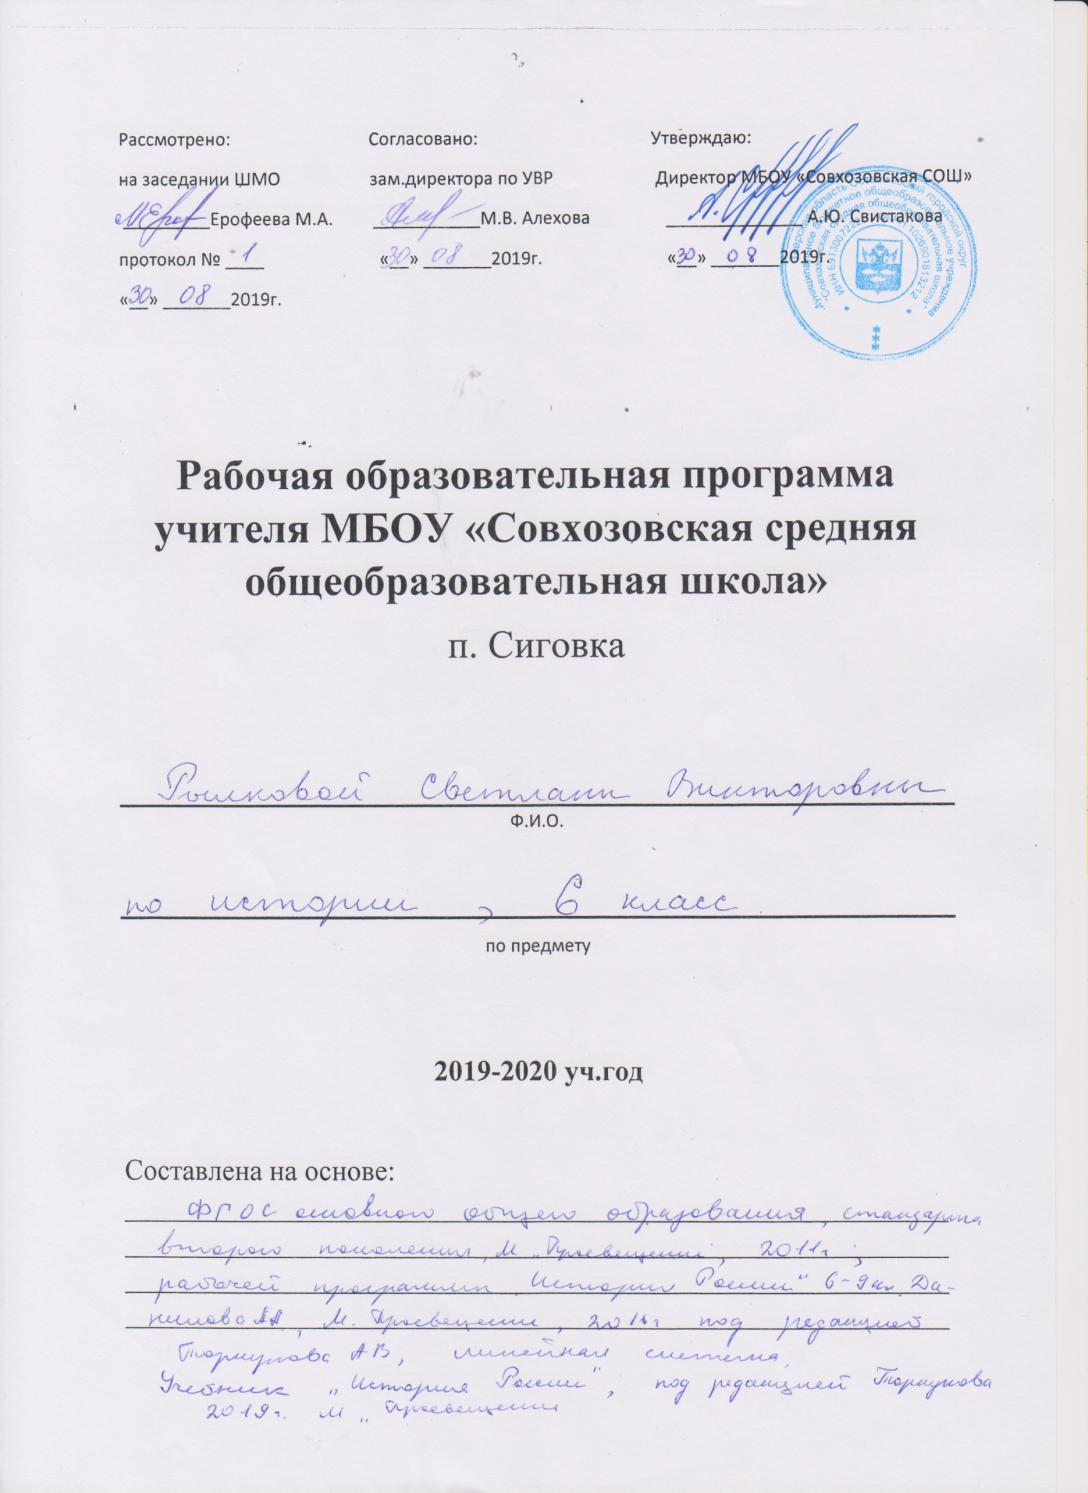 Рассмотрено:
на заседании ШМО
Ерофеева М.А.
протокол № 1
«30» 08 2019г.
Согласовано:
зам.директора по УВР
М.В. Алехова
«30» 08 2019г.
Утверждаю:
Директор МБОУ «Совхозовская СОШ»
А.Ю. Свистакова
«30» 08 2019г.
Рабочая образовательная программа
учителя МБОУ «Совхозовская средняя
общеобразовательная школа»
п. Сиговка
Светланы Викторовны
Ф.И.О.
по истории, 6 класс
по предмету
2019-2020 уч.год
Составлена на основе:
ФГОС основного общего образования, стандарта
второго поколения, М „Просвещение", 2011г,
рабочей программы История России" 6-9 кл. Да-
нилова АА, М. Просвещение, 2016г под редакцией
Торкунова АВ, линейная система,
Учебник „История России", под редакцией Торкунова
2019г. М „Просвещение